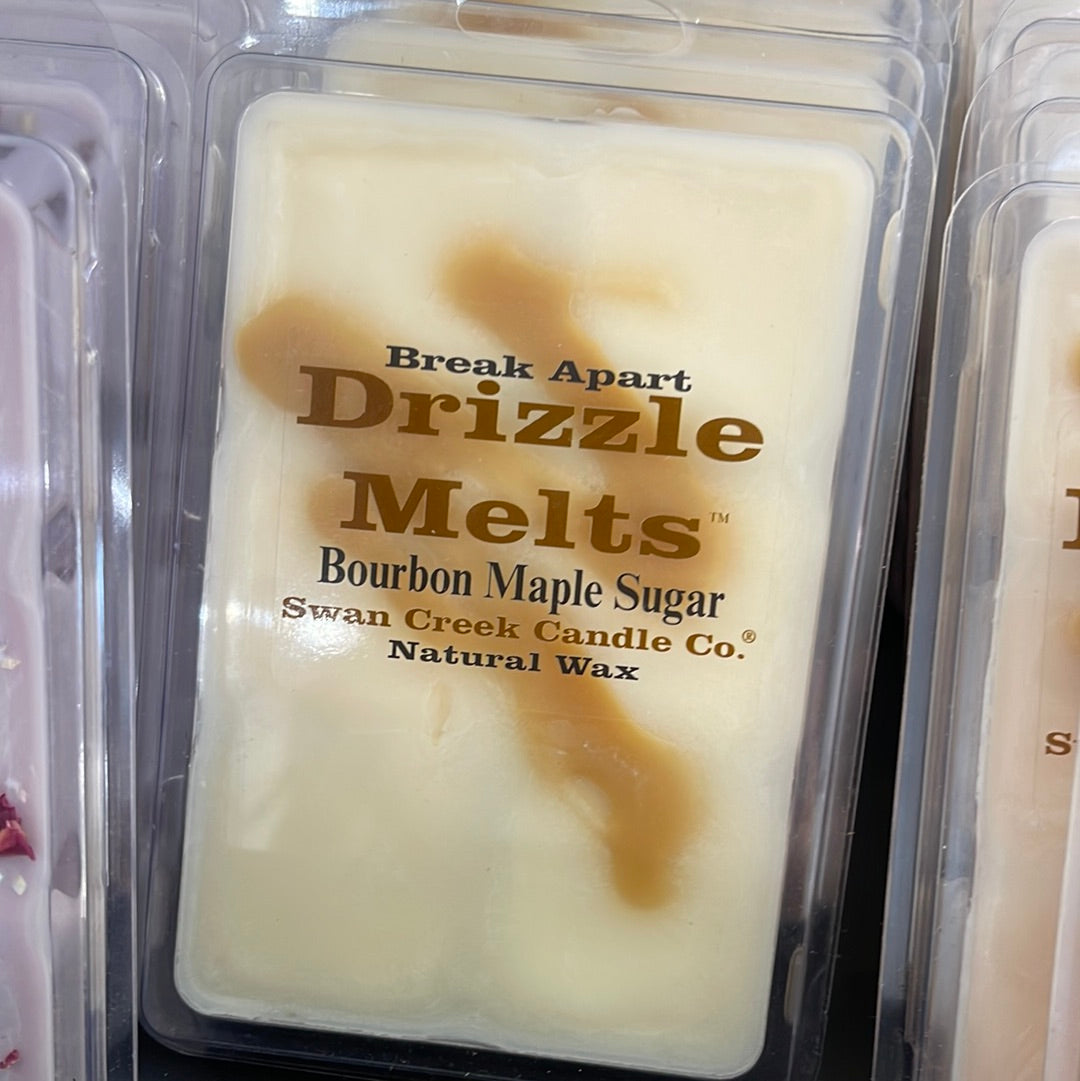 Break Apart
Drizzle
Melts™
Bourbon Maple Sugar
Swan Creek Candle Co.®
Natural Wax